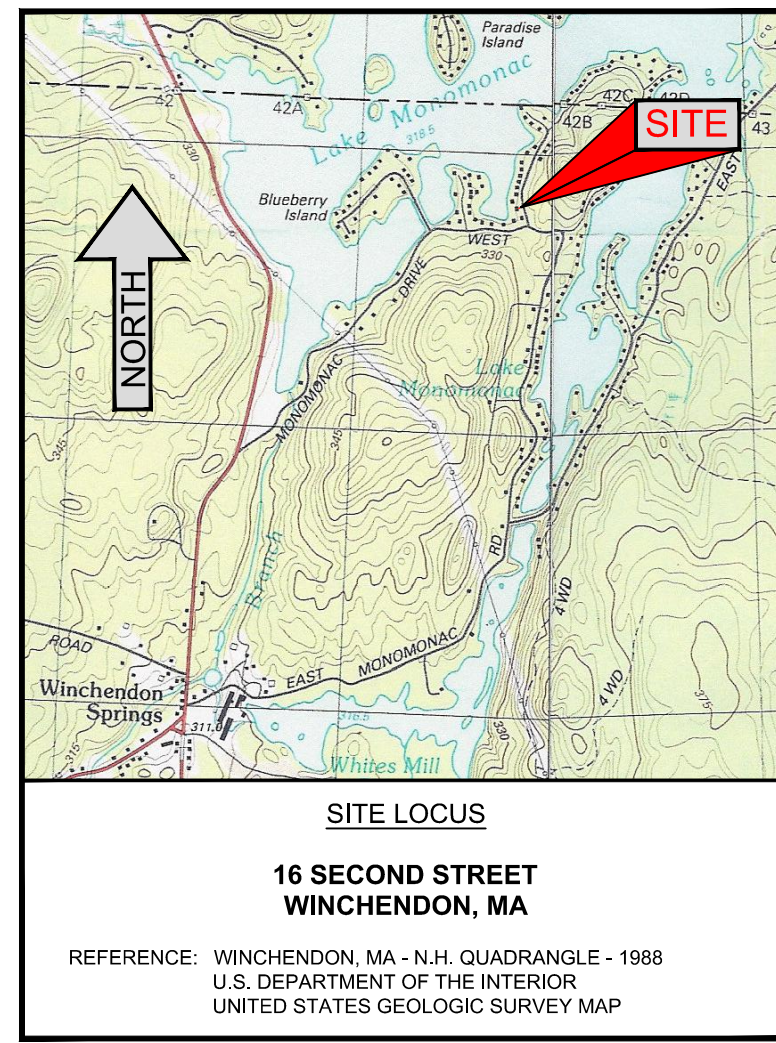 Paradise
Island
42
42A
42B
42C
42D
43
SITE
Lake Monomonac
318.5
330
Blueberry
Island
EAST
WEST
330
NORTH
MONOMONAC DRIVE
Lake
Monomonac
345
345
Branch
RD
4 WD
ROAD
EAST MONOMONAC
4 WD
Winchendon
Springs
375
311.0
316.5
330
315
Whites Mill
SITE LOCUS
16 SECOND STREET
WINCHENDON, MA
REFERENCE: WINCHENDON, MA - N.H. QUADRANGLE - 1988
U.S. DEPARTMENT OF THE INTERIOR
UNITED STATES GEOLOGIC SURVEY MAP